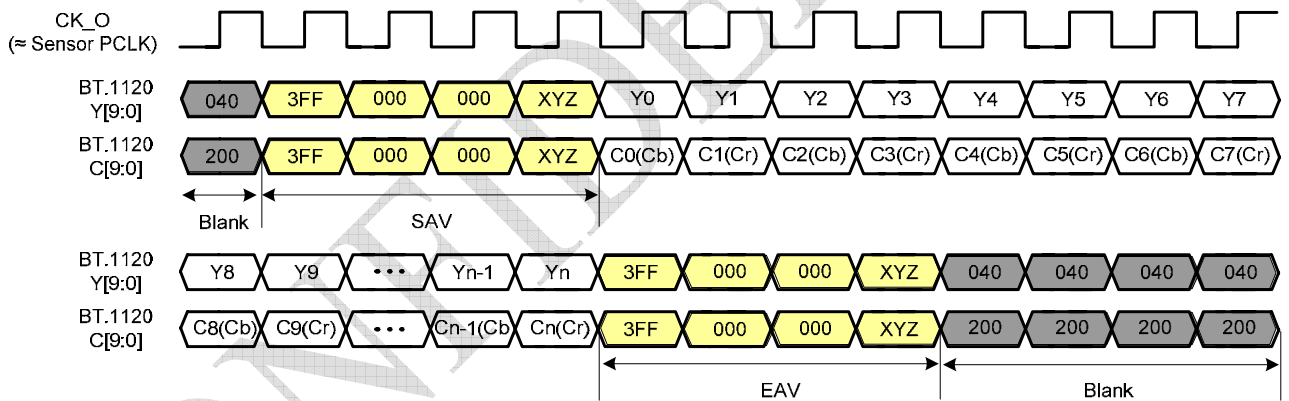 CK_O
(≈ Sensor PCLK)
BT.1120
Y[9:0]
040 3FF 000 000 XYZ Y0 Y1 Y2 Y3 Y4 Y5 Y6 Y7
BT.1120
C[9:0]
200 3FF 000 000 XYZ C0(Cb) C1(Cr) C2(Cb) C3(Cr) C4(Cb) C5(Cr) C6(Cb) C7(Cr)
Blank SAV
BT.1120
Y[9:0]
Y8 Y9 ••• Yn-1 Yn 3FF 000 000 XYZ 040 040 040 040
BT.1120
C[9:0]
C8(Cb) C9(Cr) ••• Cn-1(Cb Cn(Cr) 3FF 000 000 XYZ 200 200 200 200
EAV Blank